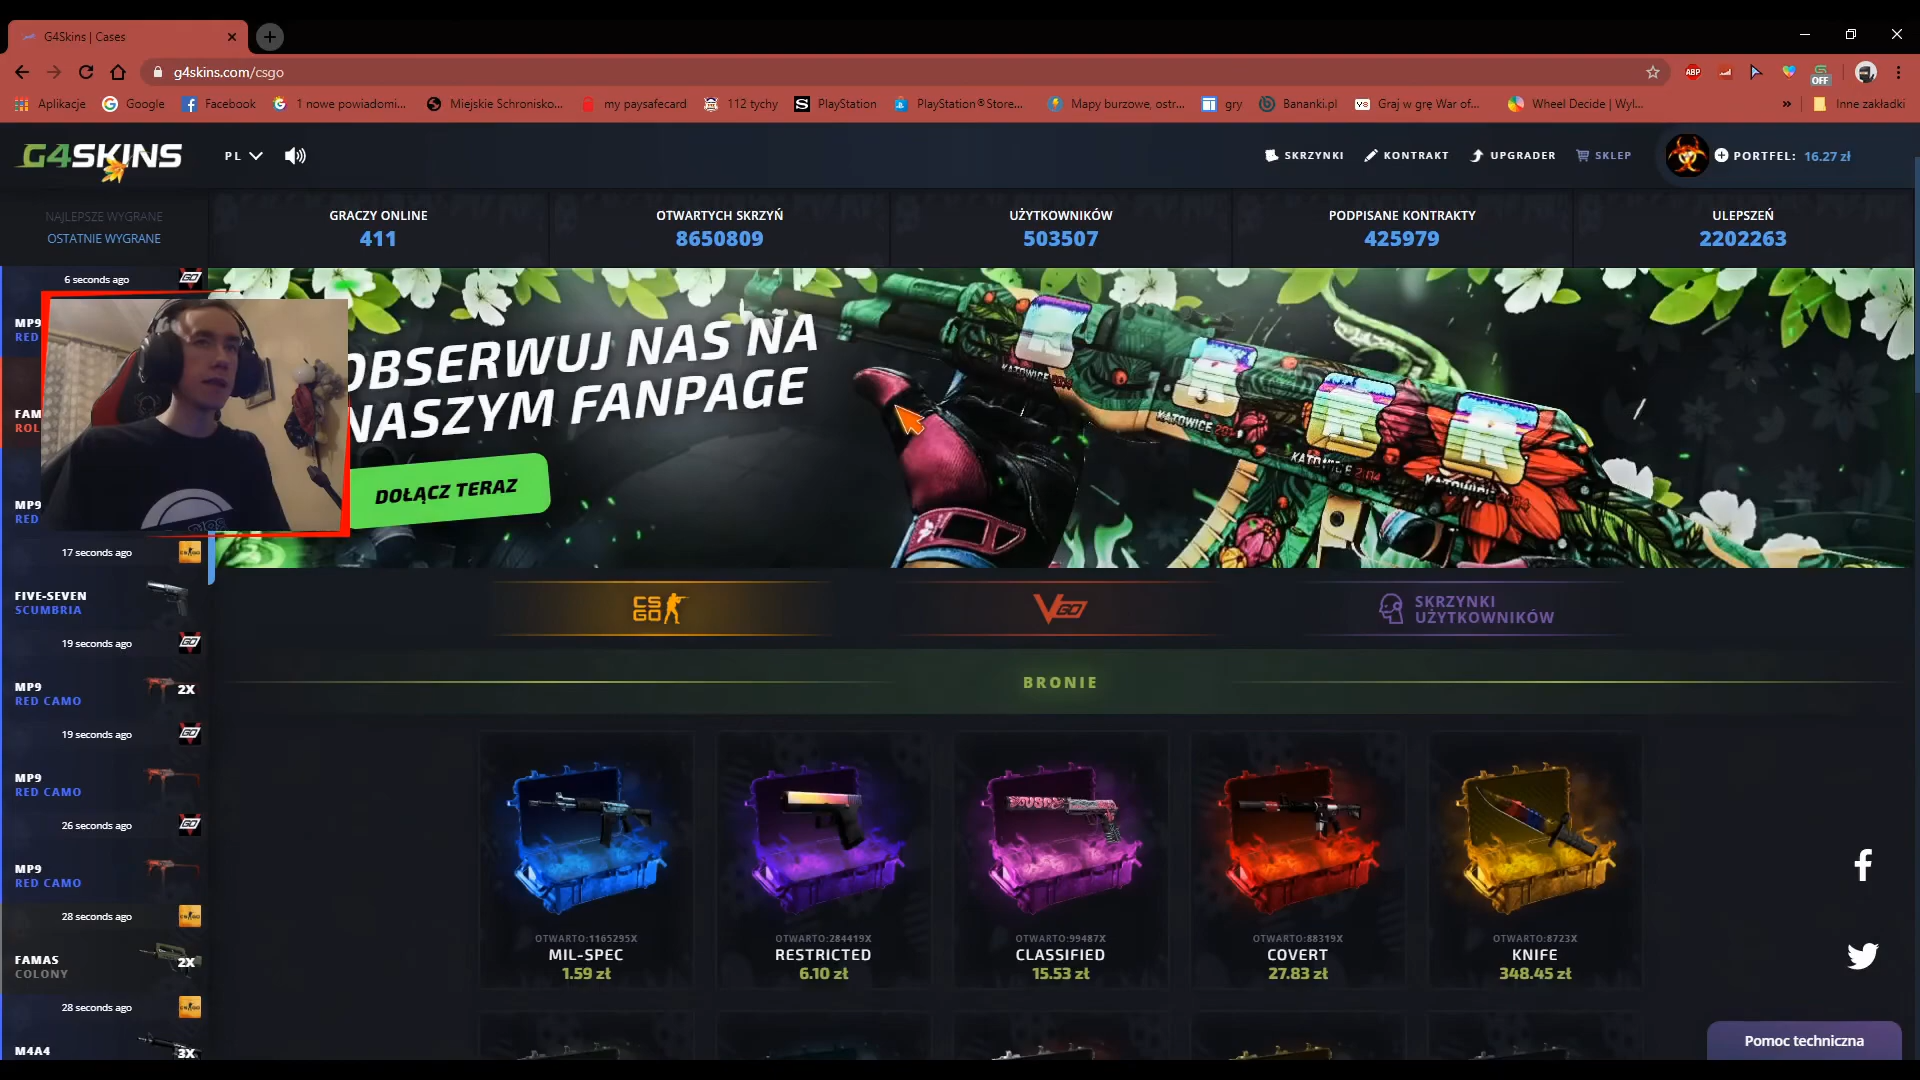 G4Skins | Cases
g4skins.com/csgo
ABP
OFF
Aplikacje
Google
Facebook
1 nowe powiadomi...
Miejskie Schronisko...
my paysafecard
112 tychy
PlayStation
PlayStation®Store...
Mapy burzowe, ostr...
gry
Bananki.pl
Graj w grę War of...
Wheel Decide | Wyl...
»
Inne zakładki
G4SKINS
PL
SKRZYNKI
KONTRAKT
UPGRADER
SKLEP
PORTFEL: 16.27 zł
NAJLEPSZE WYGRANE
OSTATNIE WYGRANE
GRACZY ONLINE
411
OTWARTYCH SKRZYŃ
8650809
UŻYTKOWNIKÓW
503507
PODPISANE KONTRAKTY
425979
ULEPSZEŃ
2202263
6 seconds ago
MP9
RED
FAM
ROL
MP9
RED
17 seconds ago
FIVE-SEVEN
SCUMBRIA
19 seconds ago
MP9
2X
RED CAMO
19 seconds ago
MP9
RED CAMO
26 seconds ago
MP9
RED CAMO
28 seconds ago
FAMAS
2X
COLONY
28 seconds ago
M4A4
3X
OBSERWUJ NAS NA
NASZYM FANPAGE
DOŁĄCZ TERAZ
KATOWICE
KATOWICE 2014
KATOWICE 2014
CS
GO
VGO
SKRZYNKI
UŻYTKOWNIKÓW
BRONIE
OTWARTO:1165295X
MIL-SPEC
1.59 zł
OTWARTO:284419X
RESTRICTED
6.10 zł
OTWARTO:99487X
CLASSIFIED
15.53 zł
OTWARTO:88319X
COVERT
27.83 zł
OTWARTO:8723X
KNIFE
348.45 zł
Pomoc techniczna